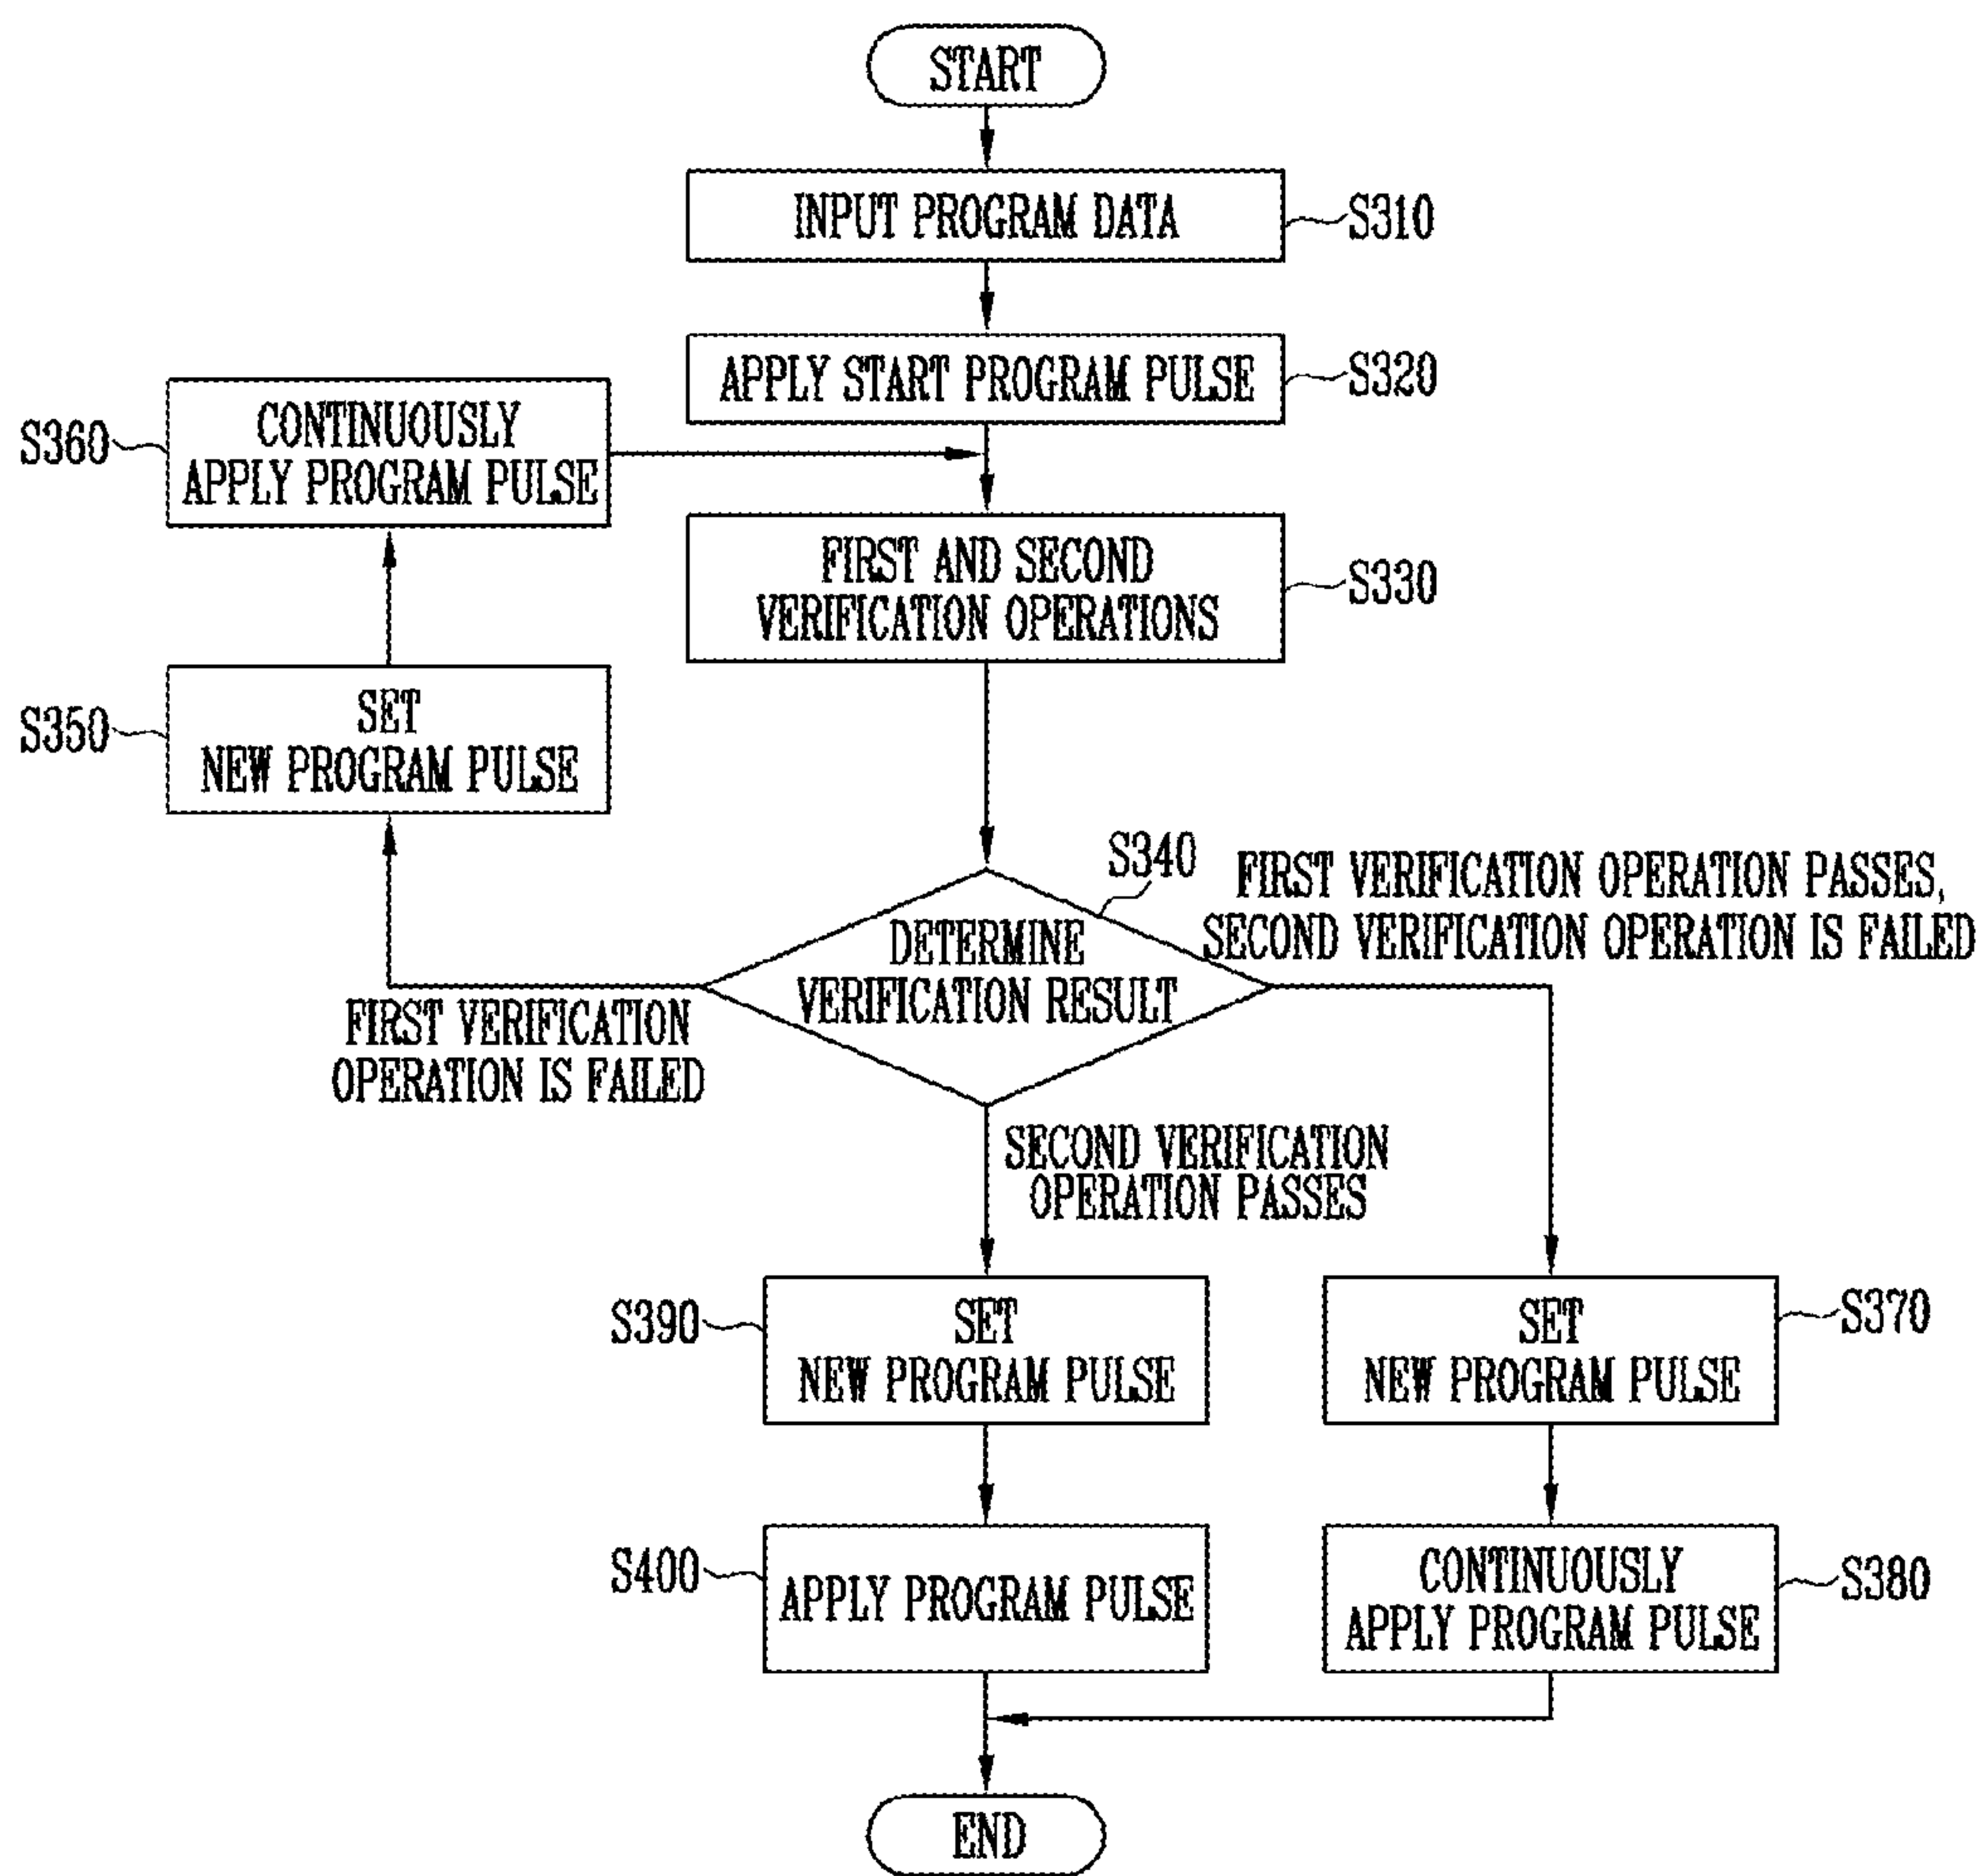 START
INPUT PROGRAM DATA
S310
APPLY START PROGRAM PULSE
S320
S360
CONTINUOUSLY
APPLY PROGRAM PULSE
FIRST AND SECOND
VERIFICATION OPERATIONS
S330
S350
SET
NEW PROGRAM PULSE
S340
DETERMINE
VERIFICATION RESULT
FIRST VERIFICATION OPERATION PASSES,
SECOND VERIFICATION OPERATION IS FAILED
FIRST VERIFICATION
OPERATION IS FAILED
SECOND VERIFICATION
OPERATION PASSES
S390
SET
NEW PROGRAM PULSE
SET
NEW PROGRAM PULSE
S370
S400
APPLY PROGRAM PULSE
CONTINUOUSLY
APPLY PROGRAM PULSE
S380
END